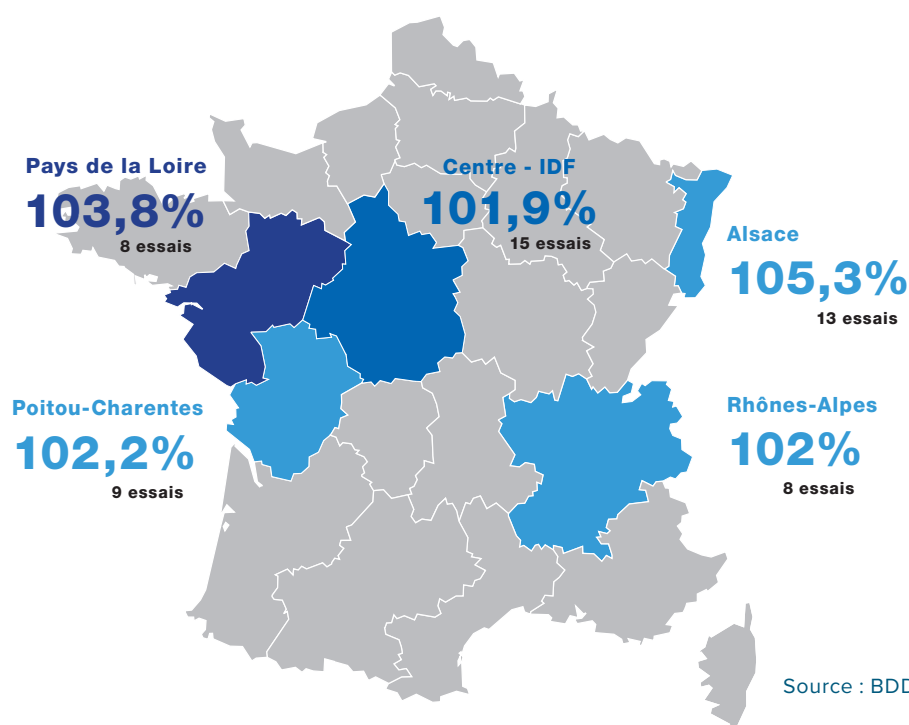 Pays de la Loire
103,8%
8 essais
Centre - IDF
101,9%
15 essais
Alsace
105,3%
13 essais
Poitou-Charentes
102,2%
9 essais
Rhônes-Alpes
102%
8 essais
Source : BDD